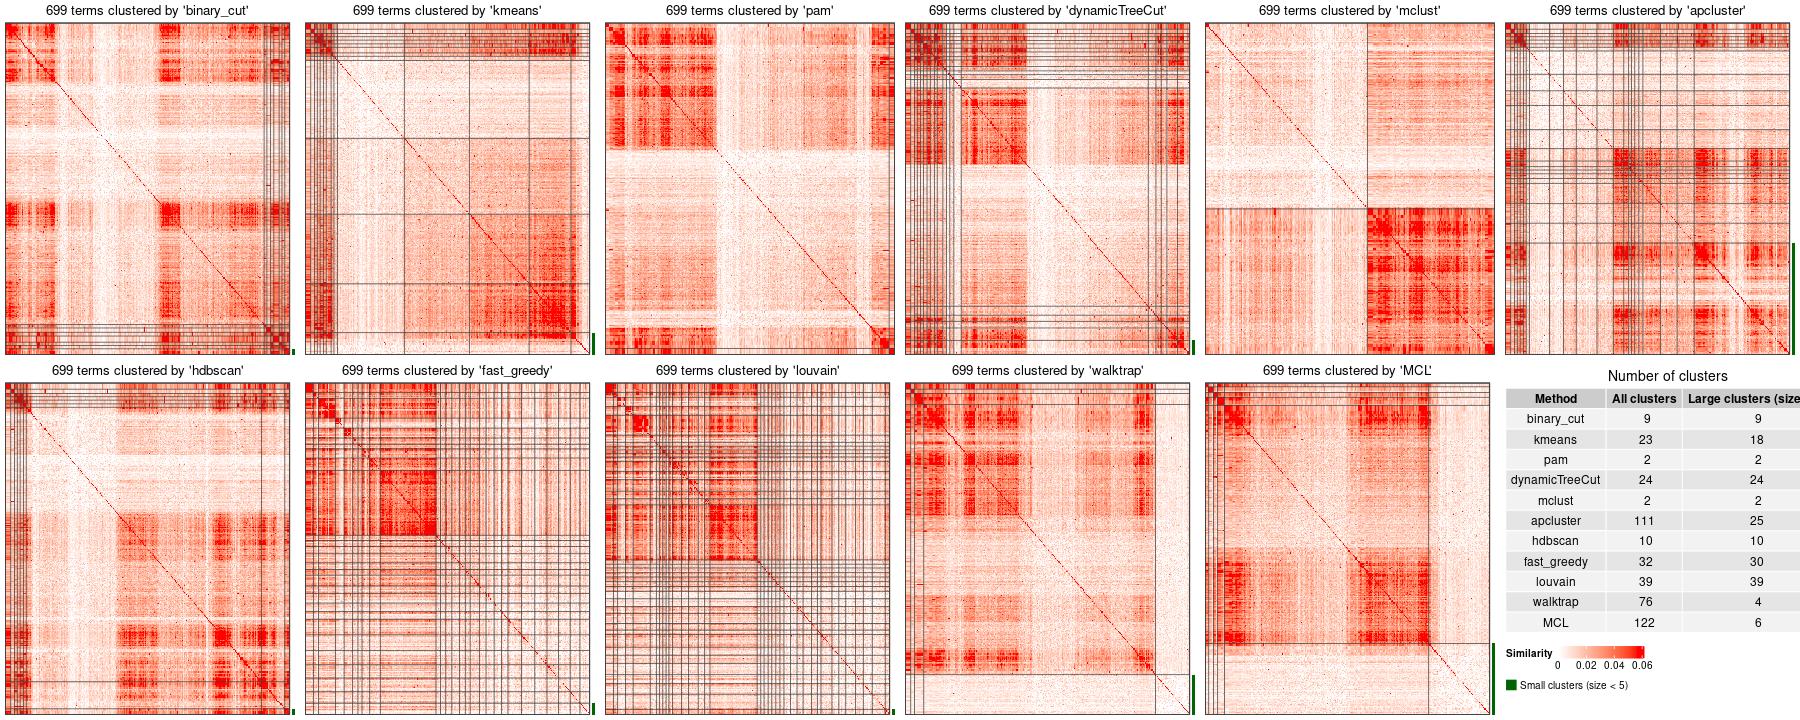 699 terms clustered by 'binary_cut'
699 terms clustered by 'kmeans'
699 terms clustered by 'pam'
699 terms clustered by 'dynamicTreeCut'
699 terms clustered by 'mclust'
699 terms clustered by 'apcluster'
699 terms clustered by 'hdbscan'
699 terms clustered by 'fast_greedy'
699 terms clustered by 'louvain'
699 terms clustered by 'walktrap'
699 terms clustered by 'MCL'
Number of clusters
Method All clusters Large clusters (size
binary_cut 9 9
kmeans 23 18
pam 2 2
dynamicTreeCut 24 24
mclust 2 2
apcluster 111 25
hdbscan 10 10
fast_greedy 32 30
louvain 39 39
walktrap 76 4
MCL 122 6
Similarity
0 0.02 0.04 0.06
Small clusters (size < 5)